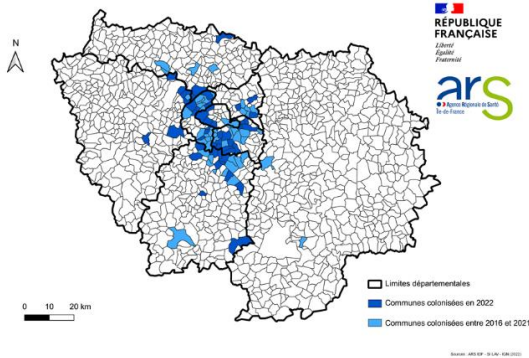 RÉPUBLIQUE
FRANÇAISE
Liberté
Égalité
Fraternité
N
ars
Agence Régionale de Santé
Île-de-France
Limites départementales
0 10 20 km
Communes colonisées en 2022
Communes colonisées entre 2016 et 2021